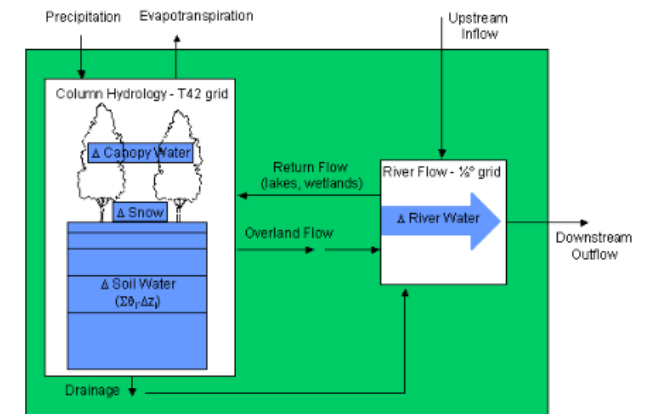 Precipitation
Evapotranspiration
Upstream
Inflow
Column Hydrology - T42 grid
Δ Canopy Water
Δ Snow
Δ Soil Water
(Σθᵢ·Δzᵢ)
Return Flow
(lakes, wetlands)
River Flow - ½° grid
Δ River Water
Overland Flow
Downstream
Outflow
Drainage